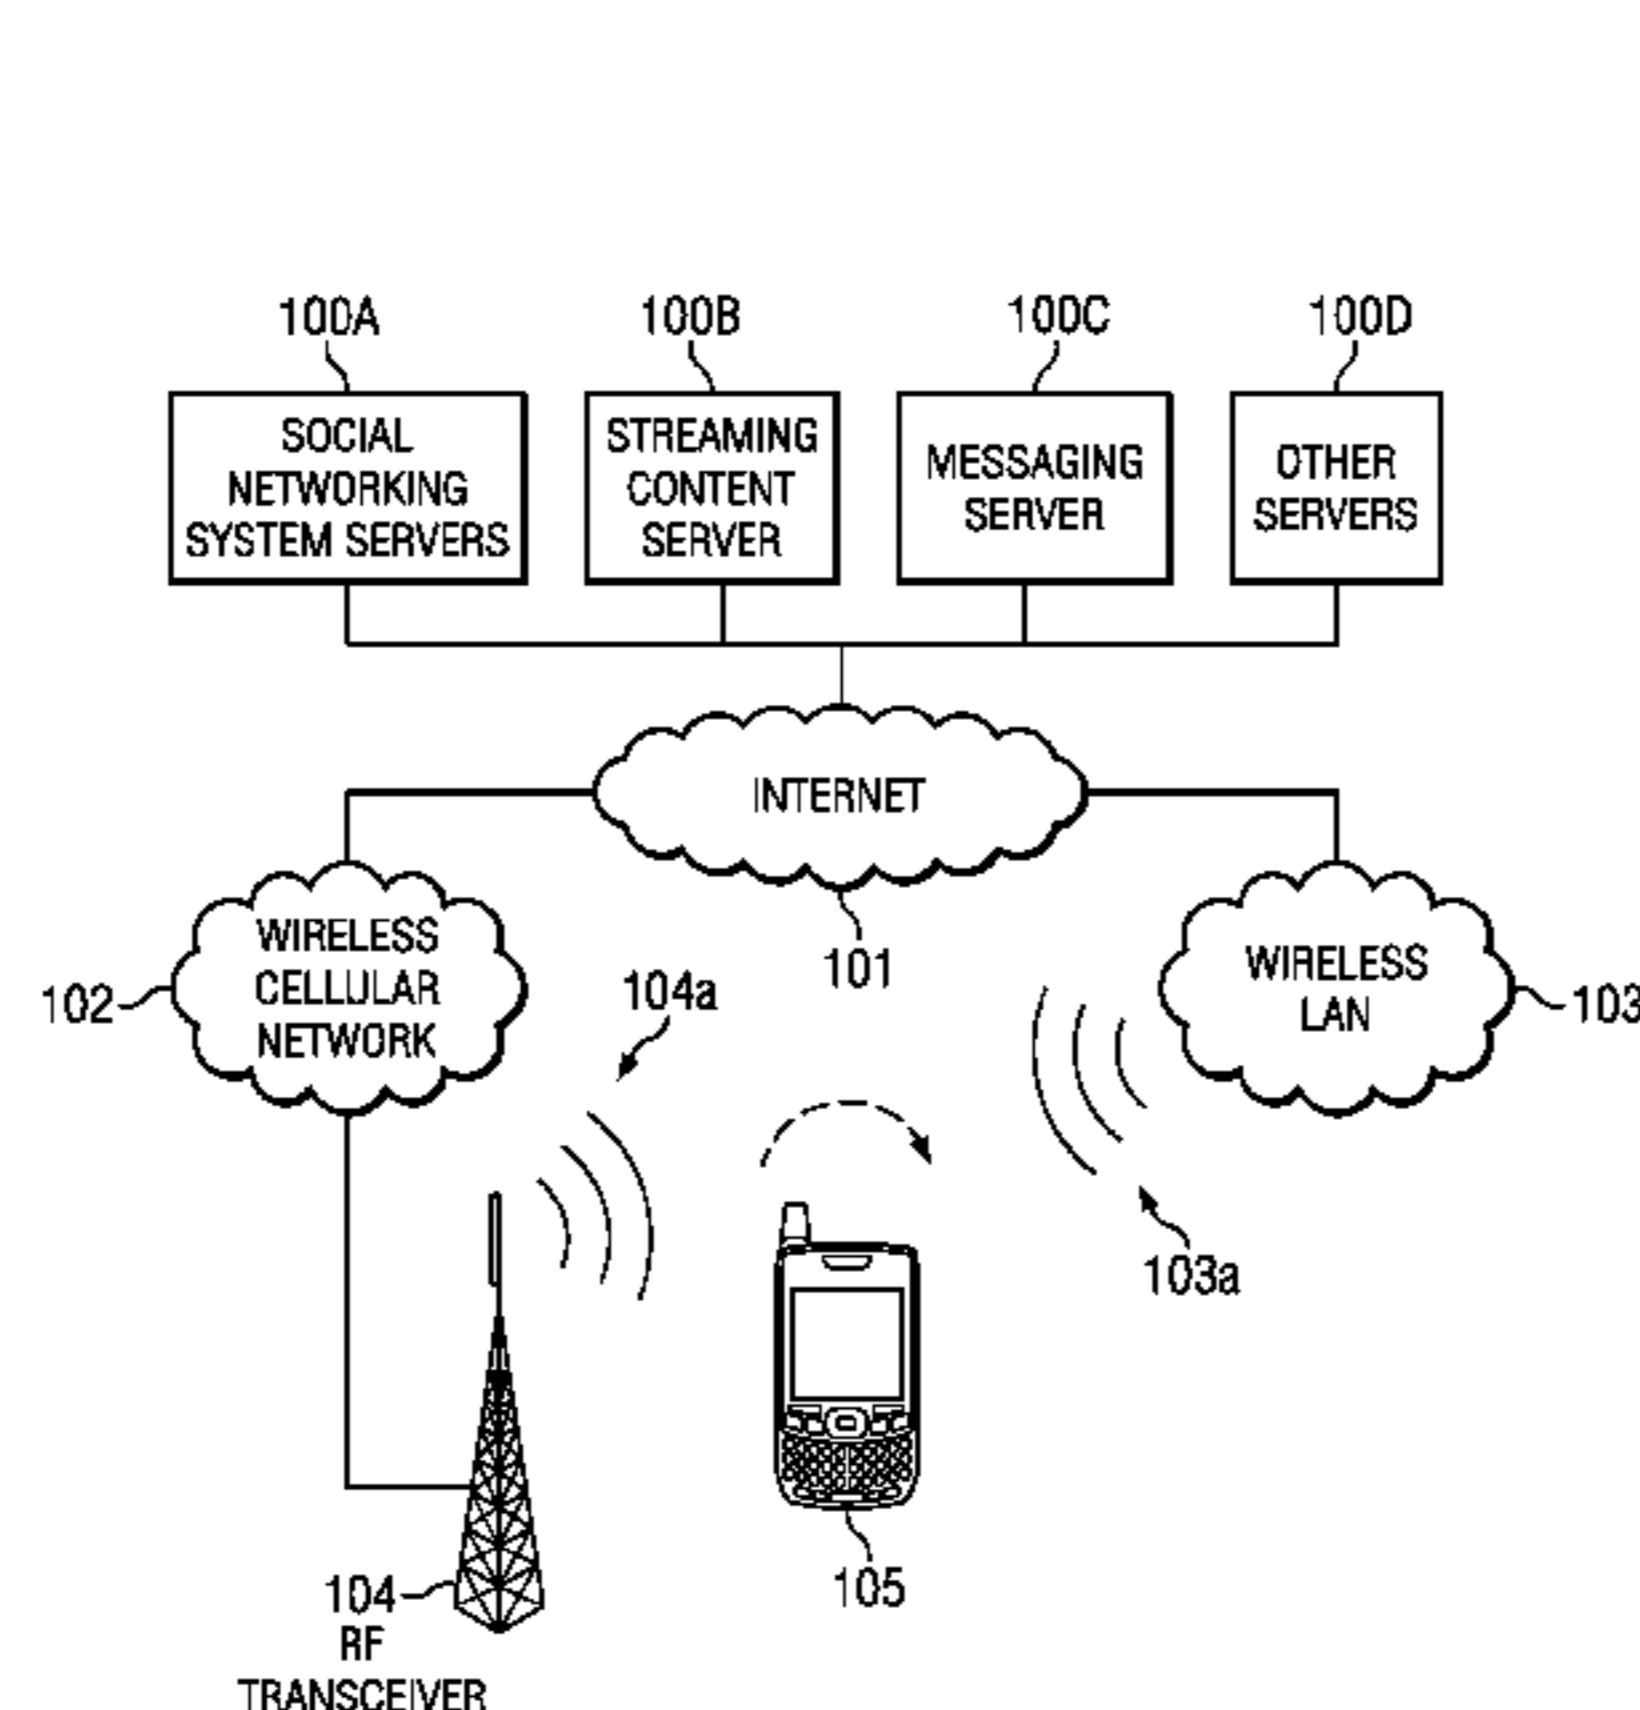 100A
100B
100C
100D
SOCIAL
NETWORKING
SYSTEM SERVERS
STREAMING
CONTENT
SERVER
MESSAGING
SERVER
OTHER
SERVERS
INTERNET
101
WIRELESS
CELLULAR
NETWORK
102
104a
WIRELESS
LAN
103
103a
105
104
RF
TRANSCEIVER